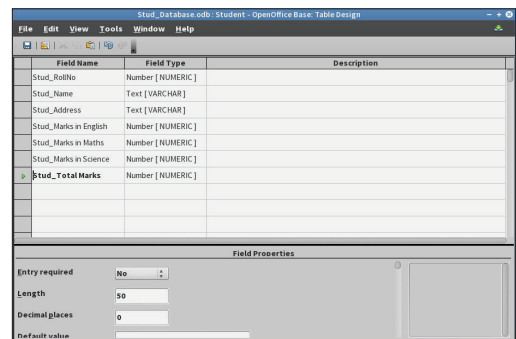 Stud_Database.odb : Student - OpenOffice Base: Table Design
File Edit View Tools Window Help
Field Name Field Type Description
Stud_RollNo Number [ NUMERIC ]
Stud_Name Text [ VARCHAR ]
Stud_Address Text [ VARCHAR ]
Stud_Marks in English Number [ NUMERIC ]
Stud_Marks in Maths Number [ NUMERIC ]
Stud_Marks in Science Number [ NUMERIC ]
Stud_Total Marks Number [ NUMERIC ]
Field Properties
Entry required No
Length 50
Decimal places 0
Default value